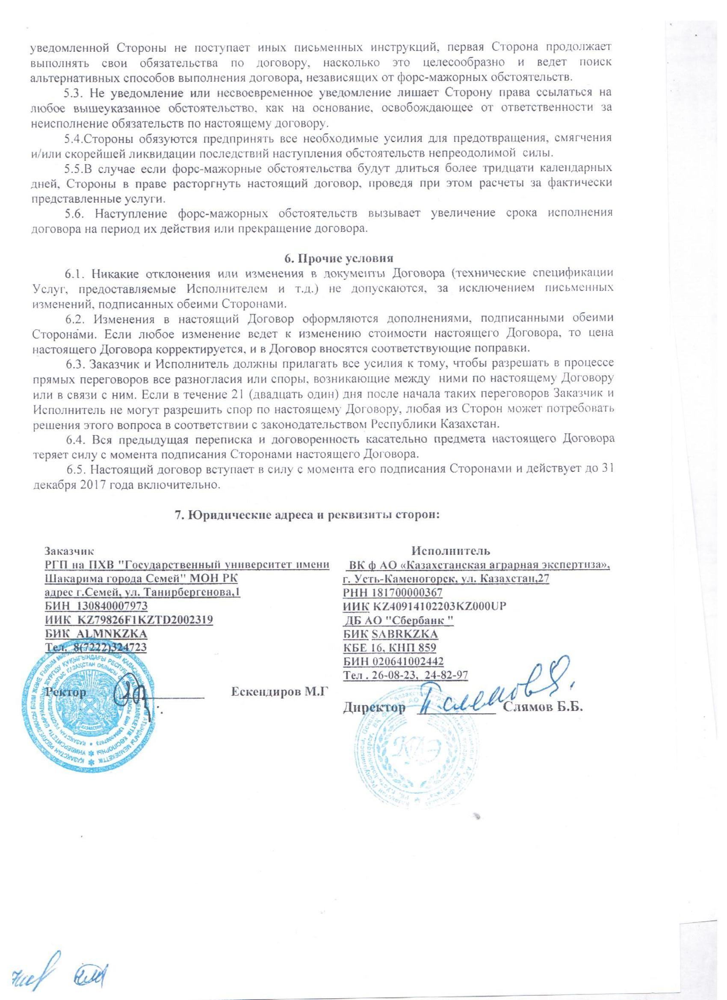 уведомленной Стороны не поступает иных письменных инструкций, первая Сторона продолжает
выполнять свои обязательства по договору, насколько это целесообразно и ведет поиск
альтернативных способов выполнения договора, независящих от форс-мажорных обстоятельств.
5.3. Не уведомление или несвоевременное уведомление лишает Сторону права ссылаться на
любое вышеуказанное обстоятельство, как на основание, освобождающее от ответственности за
неисполнение обязательств по настоящему договору.
5.4.Стороны обязуются предпринять все необходимые усилия для предотвращения, смягчения
и/или скорейшей ликвидации последствий наступления обстоятельств непреодолимой силы.
5.5.В случае если форс-мажорные обстоятельства будут длиться более тридцати календарных
дней, Стороны в праве расторгнуть настоящий договор, проведя при этом расчеты за фактически
представленные услуги.
5.6. Наступление форс-мажорных обстоятельств вызывает увеличение срока исполнения
договора на период их действия или прекращение договора.
6. Прочие условия
6.1. Никакие отклонения или изменения в документы Договора (технические спецификации
Услуг, предоставляемые Исполнителем и т.д.) не допускаются, за исключением письменных
изменений, подписанных обеими Сторонами.
6.2. Изменения в настоящий Договор оформляются дополнениями, подписанными обеими
Сторонами. Если любое изменение ведет к изменению стоимости настоящего Договора, то цена
настоящего Договора корректируется, и в Договор вносятся соответствующие поправки.
6.3. Заказчик и Исполнитель должны прилагать все усилия к тому, чтобы разрешать в процессе
прямых переговоров все разногласия или споры, возникающие между ними по настоящему Договору
или в связи с ним. Если в течение 21 (двадцать один) дня после начала таких переговоров Заказчик и
Исполнитель не могут разрешить спор по настоящему Договору, любая из Сторон может потребовать
решения этого вопроса в соответствии с законодательством Республики Казахстан.
6.4. Вся предыдущая переписка и договоренность касательно предмета настоящего Договора
теряет силу с момента подписания Сторонами настоящего Договора.
6.5. Настоящий договор вступает в силу с момента его подписания Сторонами и действует до 31
декабря 2017 года включительно.
7. Юридические адреса и реквизиты сторон:
Заказчик
РГП на ПХВ "Государственный университет имени
Шакарима города Семей" МОН РК
адрес г.Семей, ул. Танирбергенова,1
БИН 130840007973
ИИК KZ79826F1KZTD2002319
БИК ALMNKZKA
Тел. 8(7222)324723
Ректор Ескендиров М.Г
Исполнитель
ВК ф АО «Казахстанская аграрная экспертиза»,
г. Усть-Каменогорск, ул. Казахстан,27
РНН 181700000367
ИИК KZ40914102203KZ000UP
ДБ АО "Сбербанк "
БИК SABRKZKA
КБЕ 16, КНП 859
БИН 020641002442
Тел . 26-08-23, 24-82-97
Директор Слямов Б.Б.
КАЭ